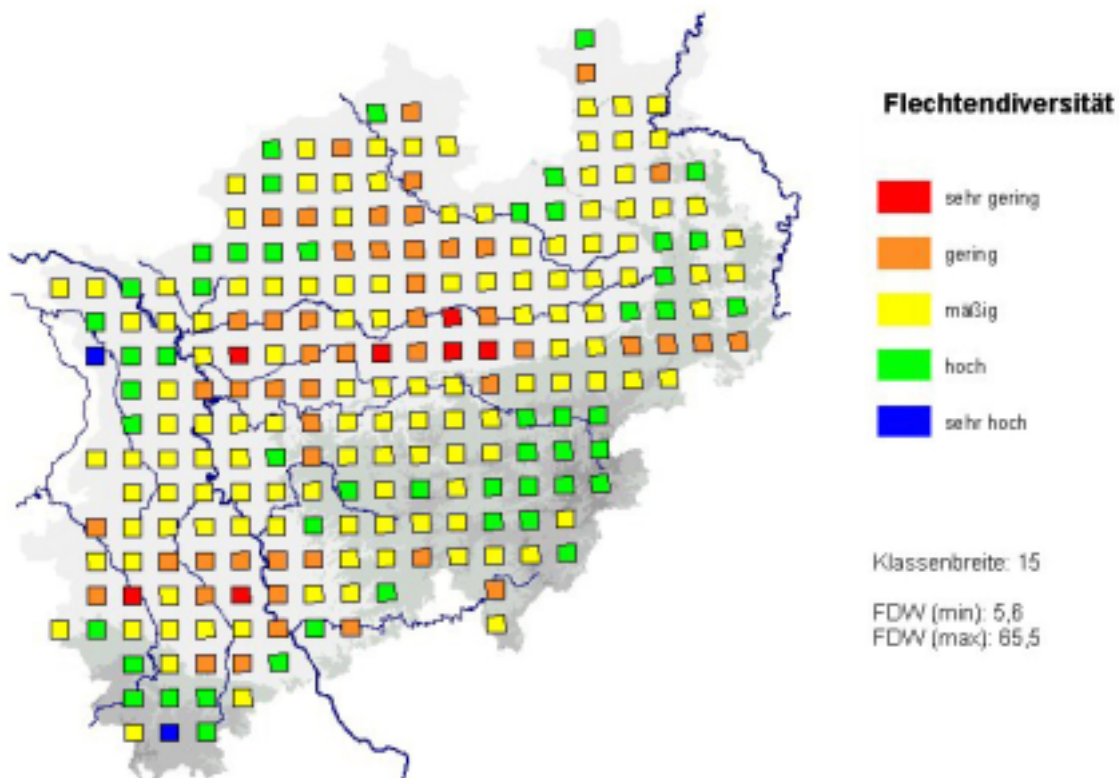 Flechtendiversität
sehr gering
gering
mäßig
hoch
sehr hoch
Klassenbreite: 15
FDW (min): 5,6
FDW (max): 65,5